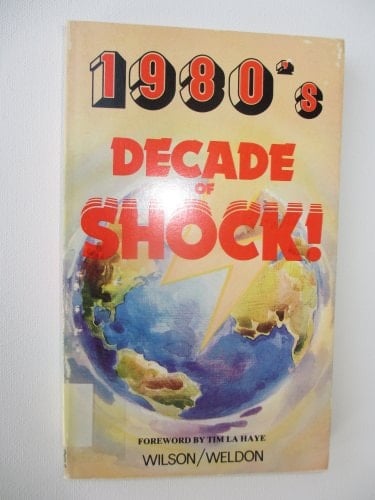 1980's
DECADE
OF
SHOCK!
FOREWORD BY TIM LA HAYE
WILSON/WELDON